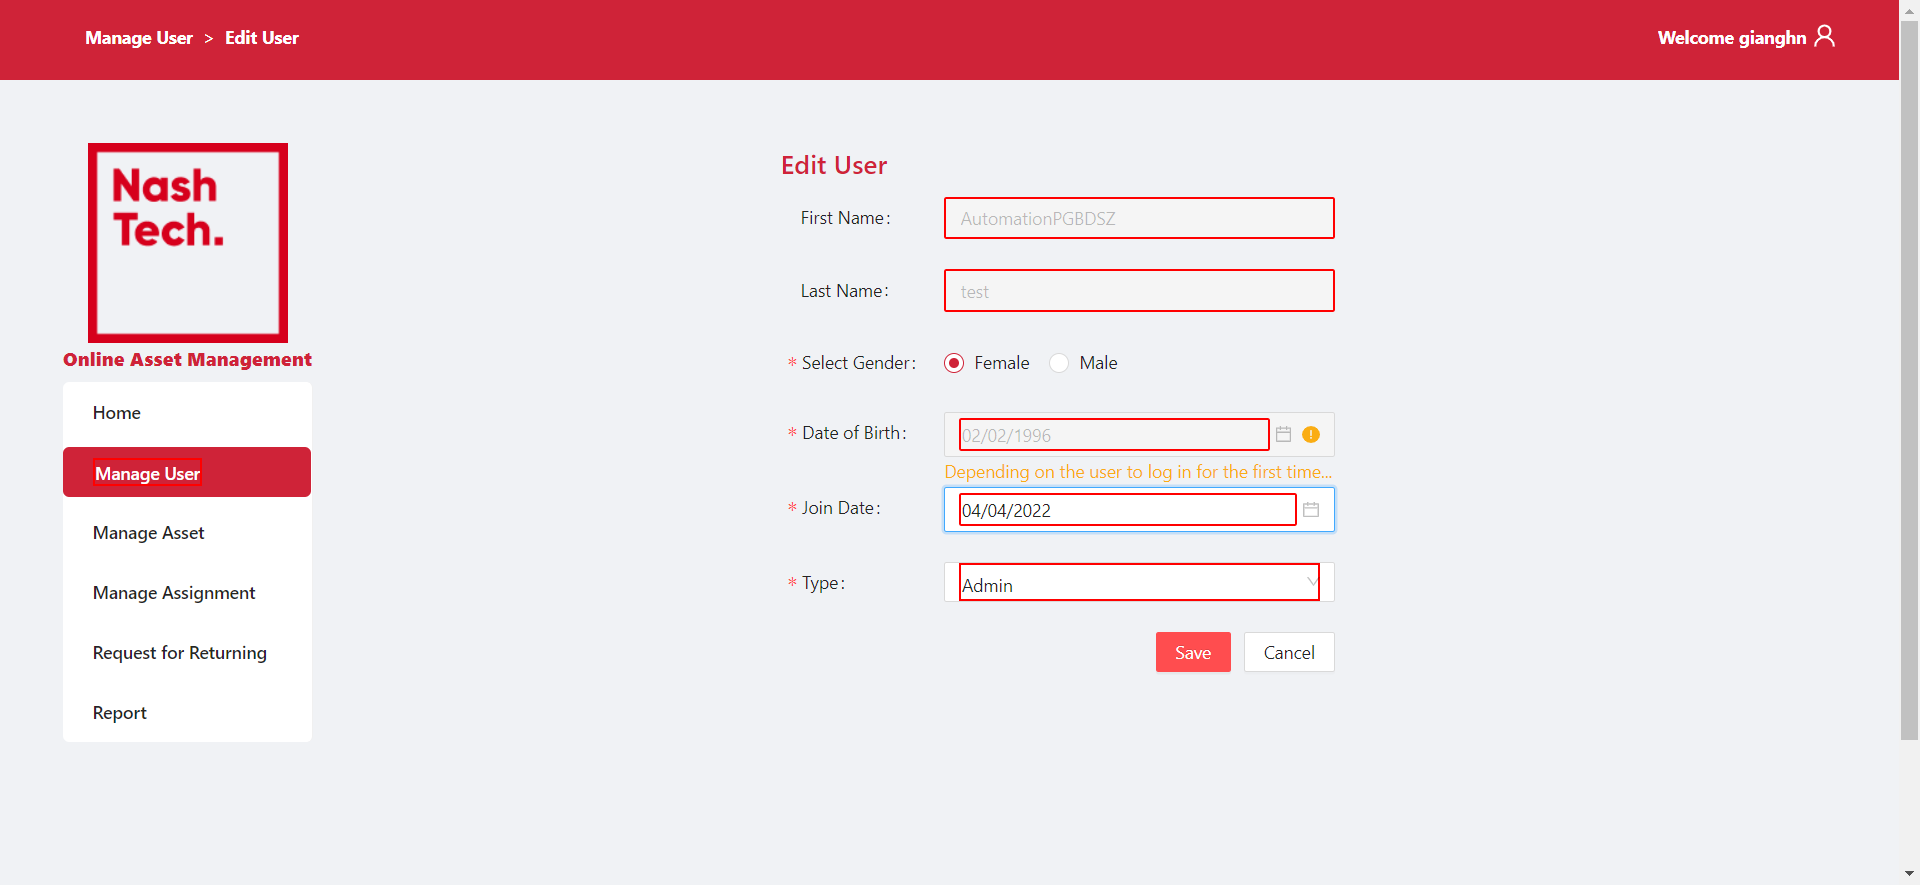 Manage User > Edit User
Welcome gianghn
Nash
Tech.
Online Asset Management
Home
Manage User
Manage Asset
Manage Assignment
Request for Returning
Report
Edit User
First Name:
AutomationPGBDSZ
Last Name:
test
* Select Gender:
Female
Male
* Date of Birth:
02/02/1996
Depending on the user to log in for the first time...
* Join Date:
04/04/2022
* Type:
Admin
Save
Cancel